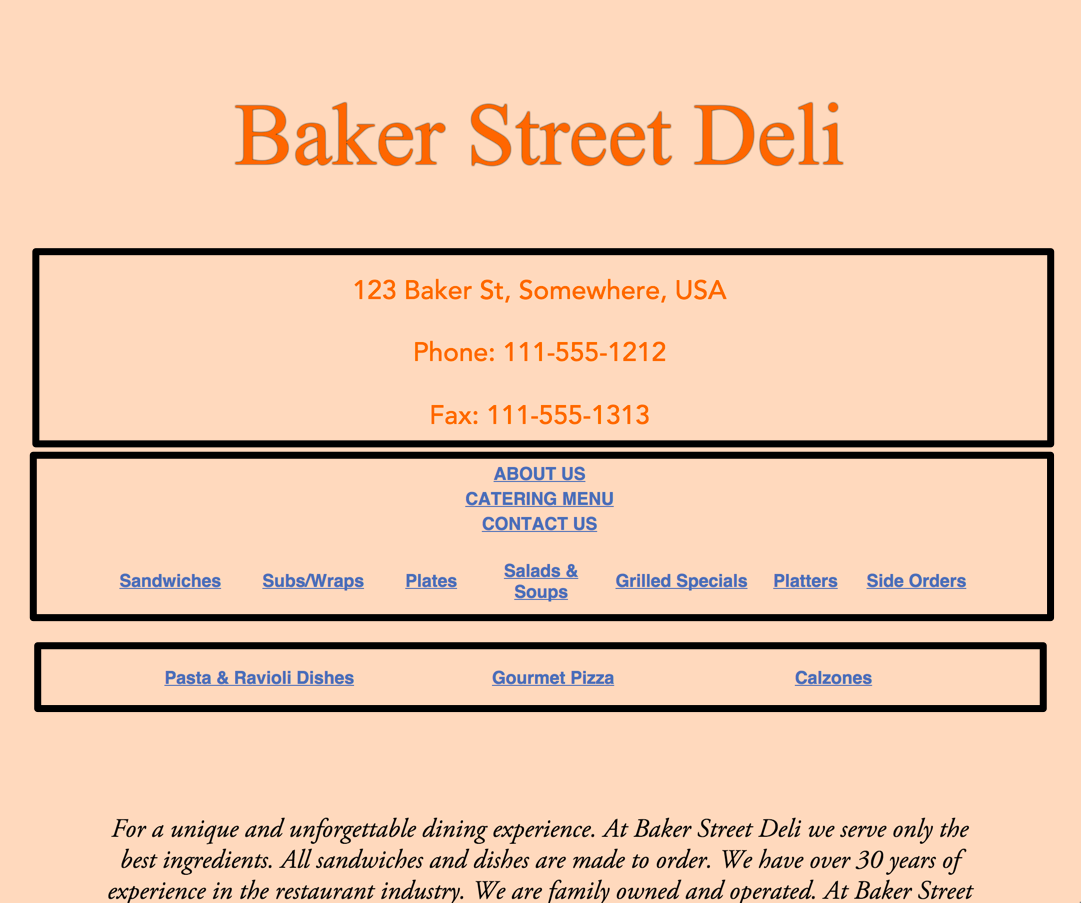 Baker Street Deli
123 Baker St, Somewhere, USA
Phone: 111-555-1212
Fax: 111-555-1313
ABOUT US
CATERING MENU
CONTACT US
Sandwiches Subs/Wraps Plates Salads & Soups Grilled Specials Platters Side Orders
Pasta & Ravioli Dishes Gourmet Pizza Calzones
For a unique and unforgettable dining experience. At Baker Street Deli we serve only the
best ingredients. All sandwiches and dishes are made to order. We have over 30 years of
experience in the restaurant industry. We are family owned and operated. At Baker Street